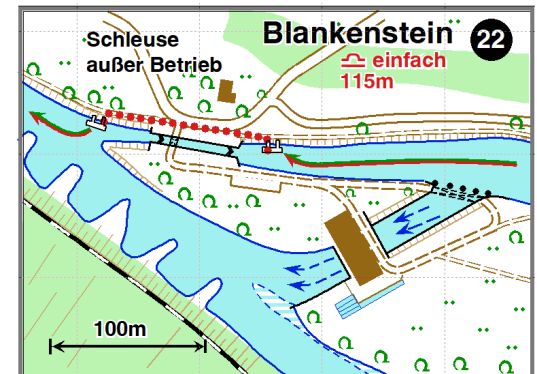 Blankenstein 22
Schleuse
außer Betrieb
einfach
115m
100m